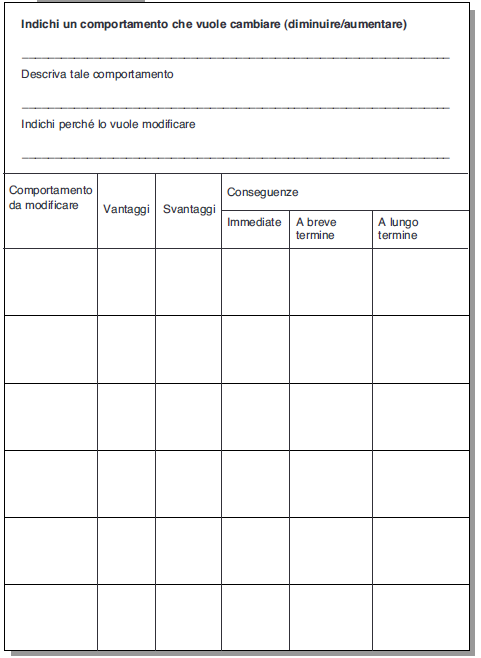 Indichi un comportamento che vuole cambiare (diminuire/aumentare)
Descriva tale comportamento
Indichi perché lo vuole modificare
Comportamento
da modificare
Vantaggi
Svantaggi
Conseguenze
Immediate
A breve
termine
A lungo
termine